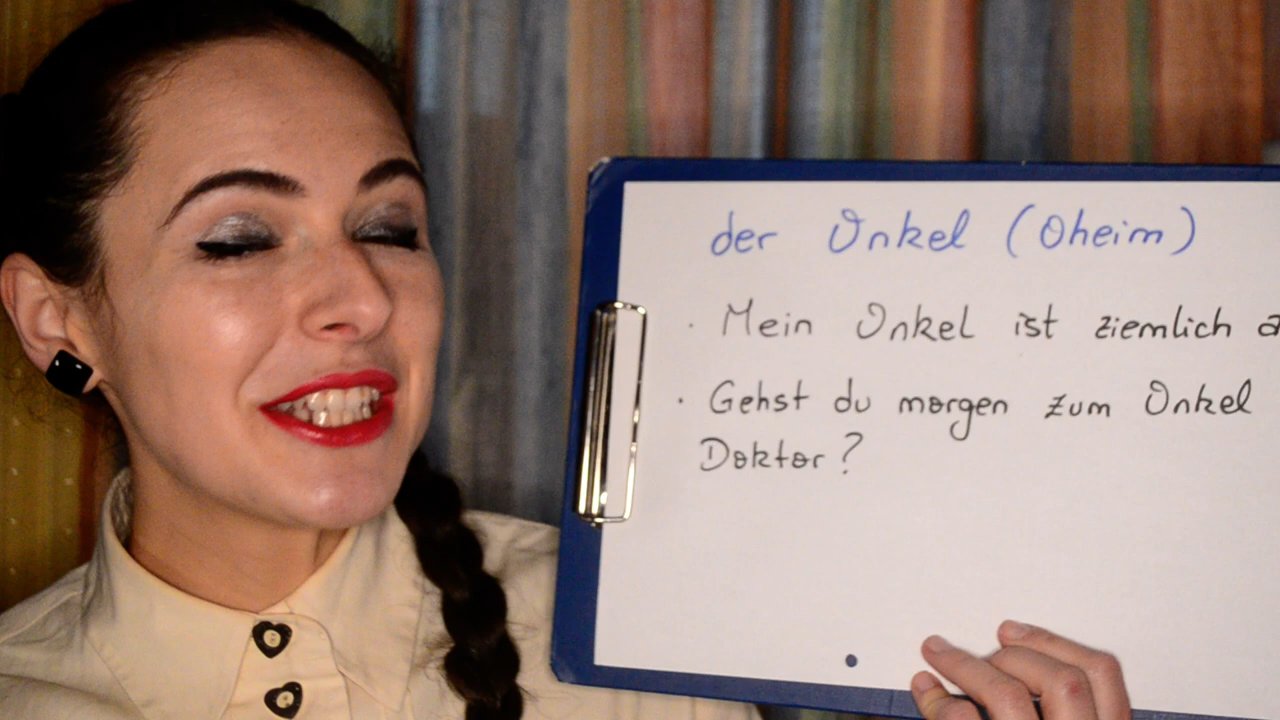 der Onkel (Oheim)
· Mein Onkel ist ziemlich a
· Gehst du morgen zum Onkel
Doktor?